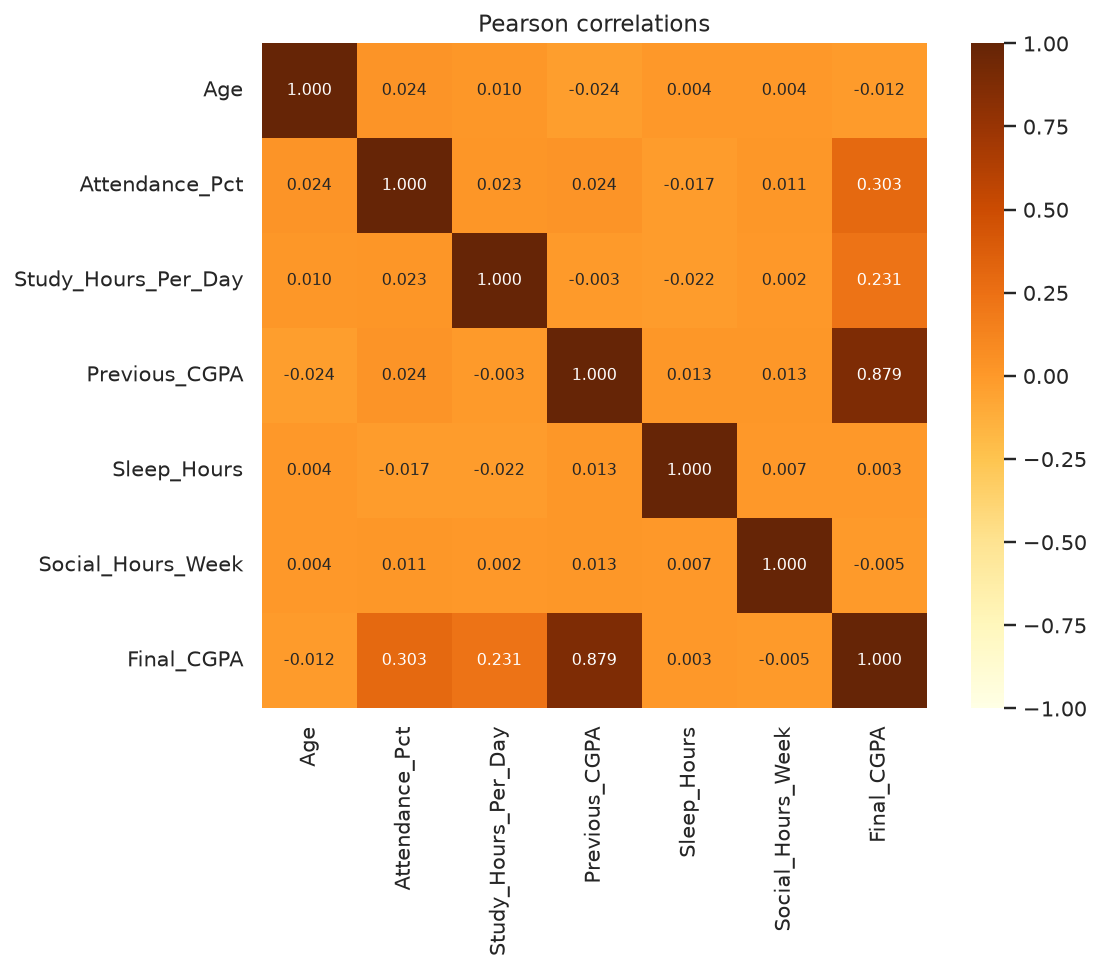 Pearson correlations
Age 1.000 0.024 0.010 -0.024 0.004 0.004 -0.012
Attendance_Pct 0.024 1.000 0.023 0.024 -0.017 0.011 0.303
Study_Hours_Per_Day 0.010 0.023 1.000 -0.003 -0.022 0.002 0.231
Previous_CGPA -0.024 0.024 -0.003 1.000 0.013 0.013 0.879
Sleep_Hours 0.004 -0.017 -0.022 0.013 1.000 0.007 0.003
Social_Hours_Week 0.004 0.011 0.002 0.013 0.007 1.000 -0.005
Final_CGPA -0.012 0.303 0.231 0.879 0.003 -0.005 1.000
Age
Attendance_Pct
Study_Hours_Per_Day
Previous_CGPA
Sleep_Hours
Social_Hours_Week
Final_CGPA
1.00
0.75
0.50
0.25
0.00
−0.25
−0.50
−0.75
−1.00